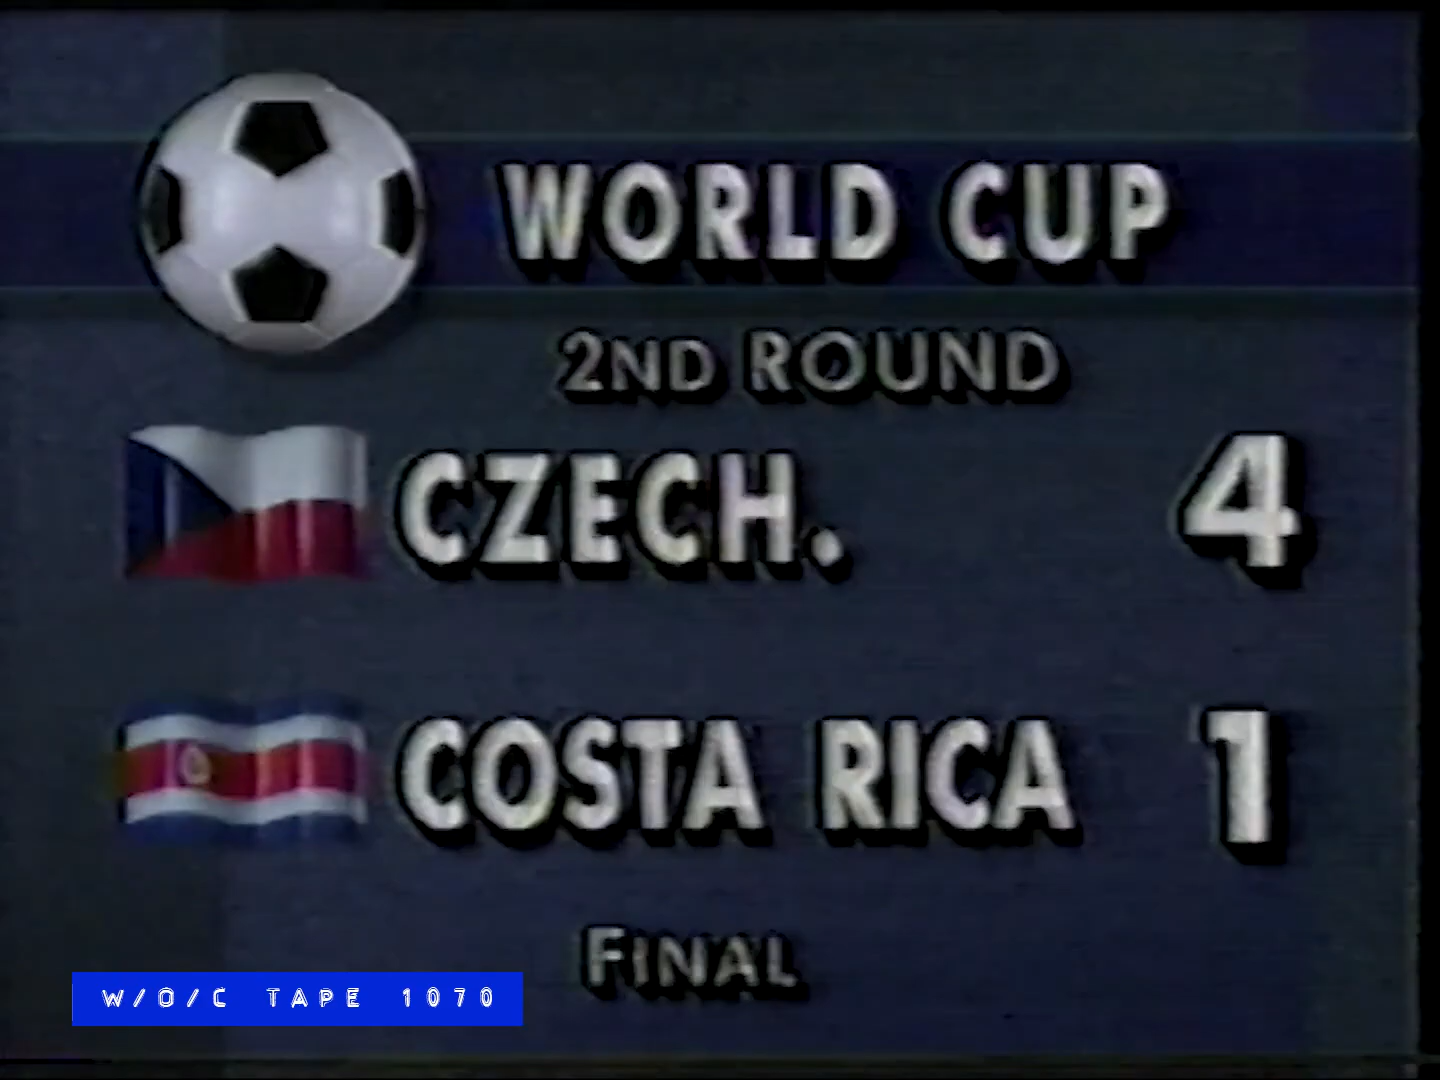 WORLD CUP
2ND ROUND
CZECH. 4
COSTA RICA 1
FINAL
W/O/C TAPE 1070